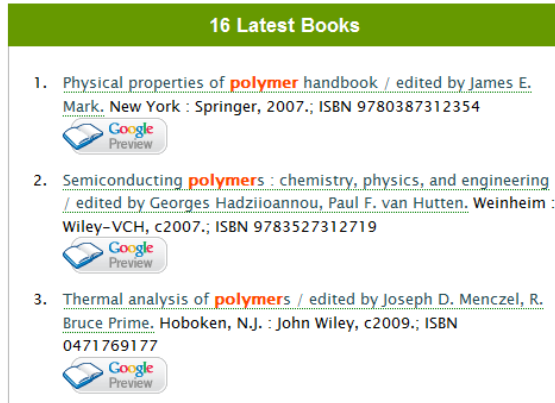 16 Latest Books
1. Physical properties of polymer handbook / edited by James E.
Mark. New York : Springer, 2007.; ISBN 9780387312354
Google
Preview
2. Semiconducting polymers : chemistry, physics, and engineering
/ edited by Georges Hadziioannou, Paul F. van Hutten. Weinheim :
Wiley-VCH, c2007.; ISBN 9783527312719
Google
Preview
3. Thermal analysis of polymers / edited by Joseph D. Menczel, R.
Bruce Prime. Hoboken, N.J. : John Wiley, c2009.; ISBN
0471769177
Google
Preview